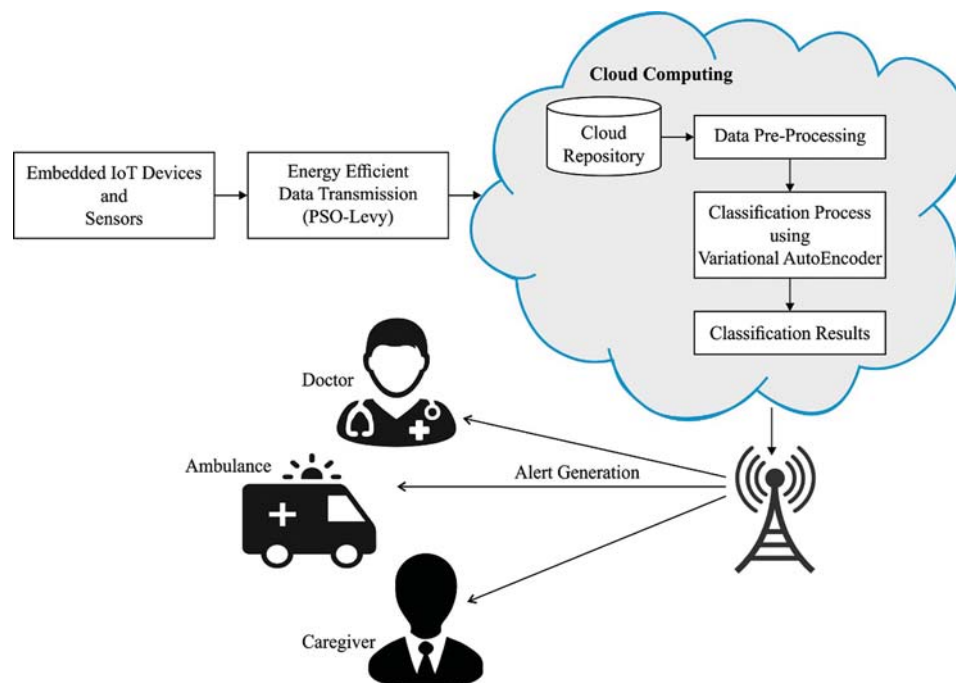 Cloud Computing
Cloud
Repository
Data Pre-Processing
Embedded IoT Devices
and
Sensors
Energy Efficient
Data Transmission
(PSO-Levy)
Classification Process
using
Variational AutoEncoder
Classification Results
Doctor
Ambulance
Alert Generation
Caregiver